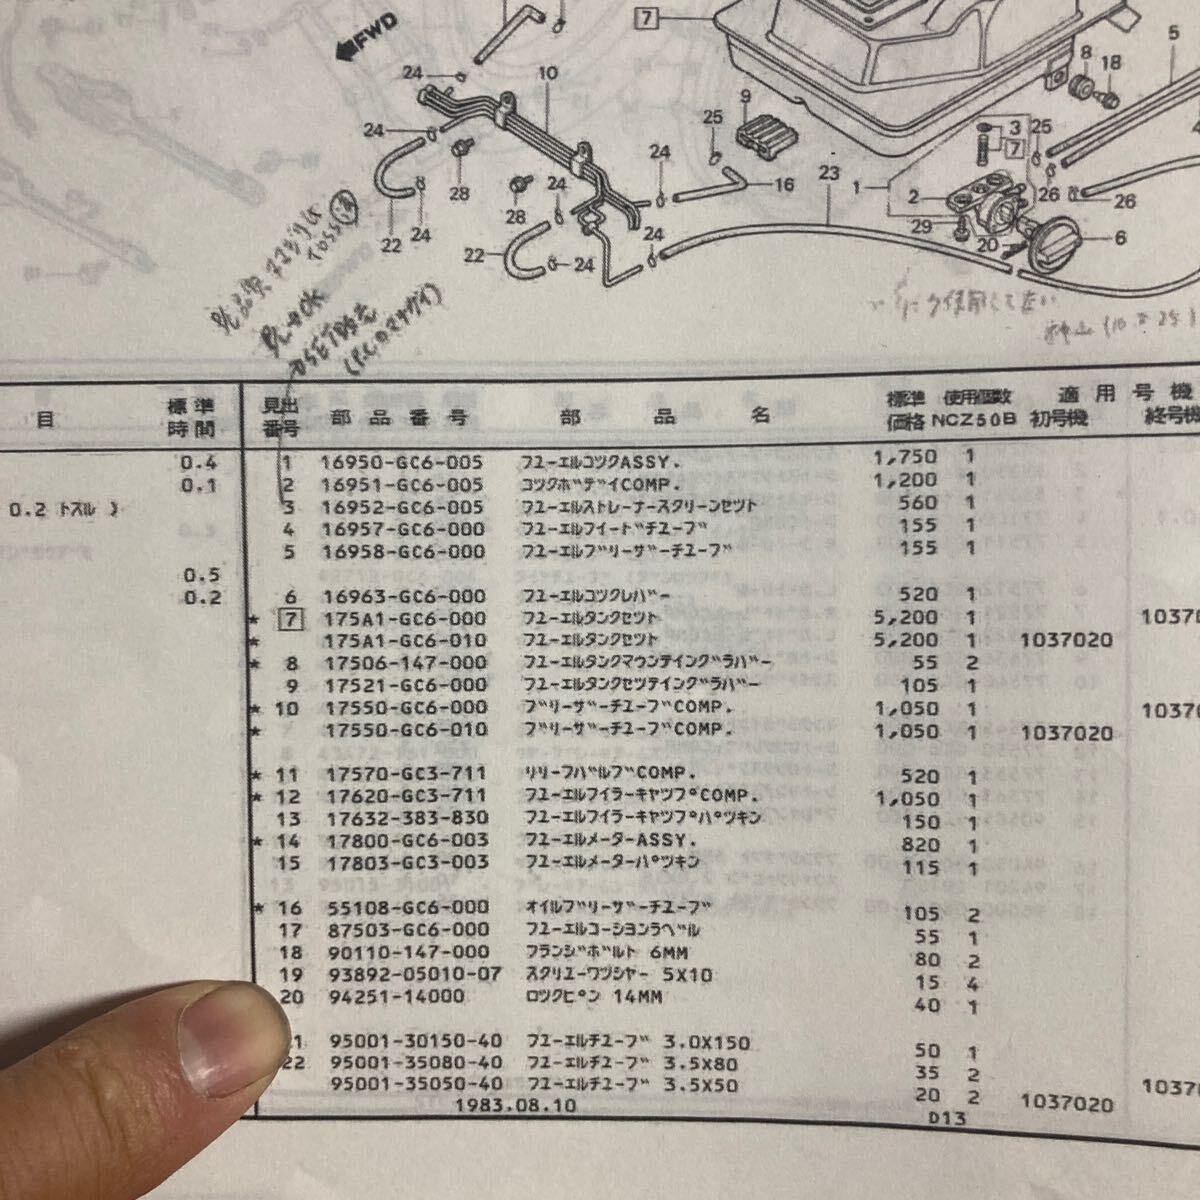 FWD
7
5
24
10
8
18
9
25
24
3
25
7
24
23
1
16
2
26
26
28
28
24
29
20
6
22
24
22
24
24
(10
目
標準時間
見出番号
部品番号
部品名
標準価格
使用個数 NCZ50B
適用号機
初号機
終号機
0.4 1 16950-GC6-005 フユーエルコツクASSY. 1,750 1
0.1 2 16951-GC6-005 コツクボデイCOMP. 1,200 1
0.2 トスル ) 3 16952-GC6-005 フユーエルストレーナースクリーンセツト 560 1
4 16957-GC6-000 フユーエルフイードチユーブ 155 1
5 16958-GC6-000 フユーエルブリーザーチユーブ 155 1
0.5
0.2 6 16963-GC6-000 フユーエルコツクレバー 520 1
* 7 175A1-GC6-000 フユーエルタンクセツト 5,200 1
* 175A1-GC6-010 フユーエルタンクセツト 5,200 1 1037020
* 8 17506-147-000 フユーエルタンクマウンテイングラバー 55 2
9 17521-GC6-000 フユーエルタンクセツテイングラバー 105 1
* 10 17550-GC6-000 ブリーザーチユーブCOMP. 1,050 1
17550-GC6-010 ブリーザーチユーブCOMP. 1,050 1 1037020
* 11 17570-GC3-711 リリーフバルブCOMP. 520 1
* 12 17620-GC3-711 フユーエルフイラーキヤツプCOMP. 1,050 1
13 17632-383-830 フユーエルフイラーキヤツプパツキン 150 1
* 14 17800-GC6-003 フユーエルメーターASSY. 820 1
15 17803-GC3-003 フユーエルメーターパツキン 115 1
* 16 55108-GC6-000 オイルブリーザーチユーブ 105 2
17 87503-GC6-000 フユーエルコーシヨンラベル 55 1
18 90110-147-000 フランジボルト 6MM 80 2
19 93892-05010-07 スクリユーワツシヤー 5X10 15 4
20 94251-14000 ロツクピン 14MM 40 1
21 95001-30150-40 フユーエルチユーブ 3.0X150 50 1
22 95001-35080-40 フユーエルチユーブ 3.5X80 35 2
95001-35050-40 フユーエルチユーブ 3.5X50 20 2 1037020
1983.08.10 D13